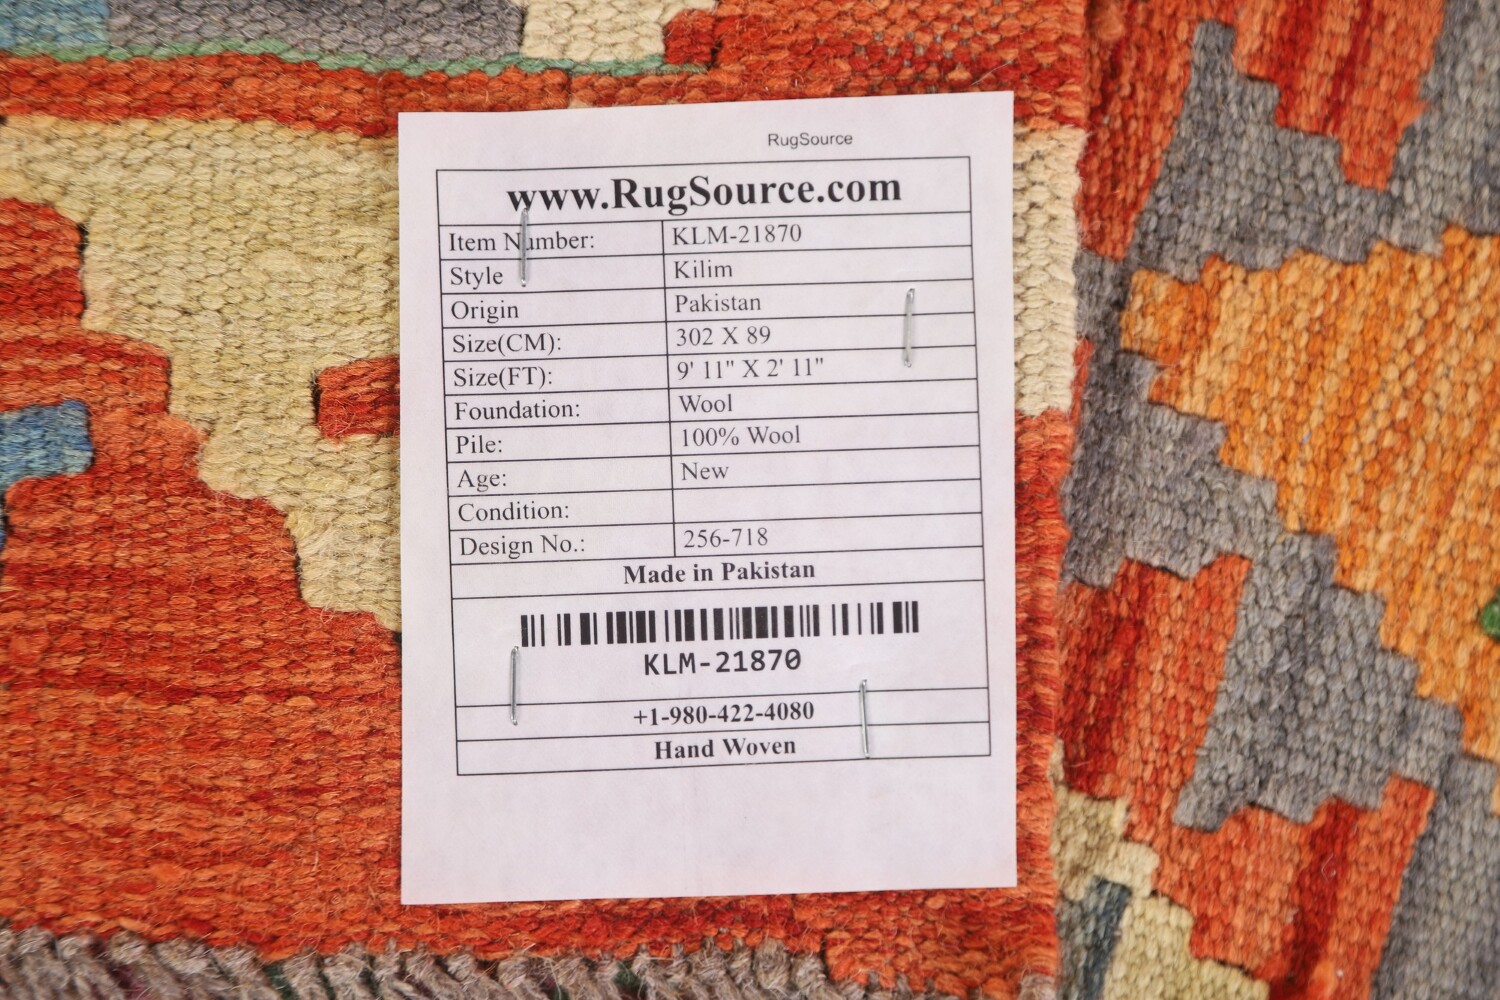 RugSource
www.RugSource.com
Item Number: KLM-21870
Style Kilim
Origin Pakistan
Size(CM): 302 X 89
Size(FT): 9' 11" X 2' 11"
Foundation: Wool
Pile: 100% Wool
Age: New
Condition:
Design No.: 256-718
Made in Pakistan
KLM-21870
+1-980-422-4080
Hand Woven